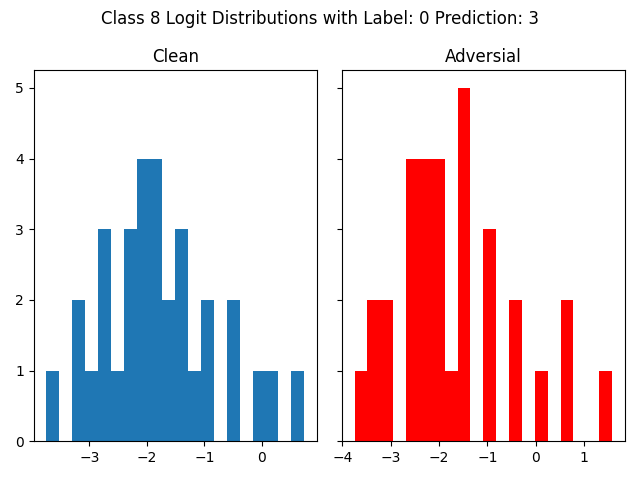 Class 8 Logit Distributions with Label: 0 Prediction: 3
Clean
Adversial
5
4
3
2
1
0
−3 −2 −1 0
−4 −3 −2 −1 0 1